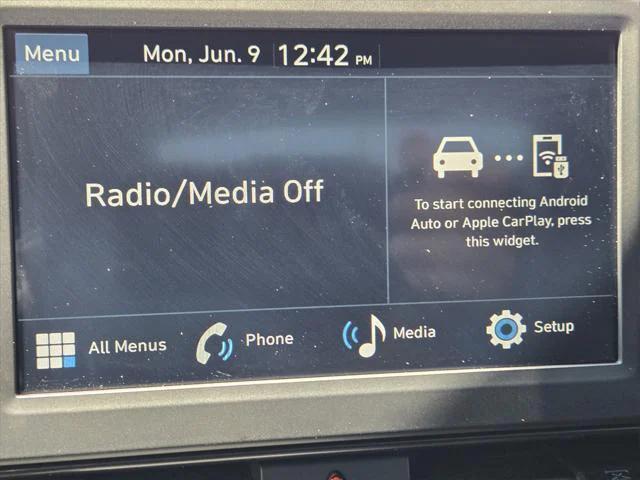 Menu
Mon, Jun. 9
12:42 PM
Radio/Media Off
To start connecting Android
Auto or Apple CarPlay, press
this widget.
All Menus
Phone
Media
Setup